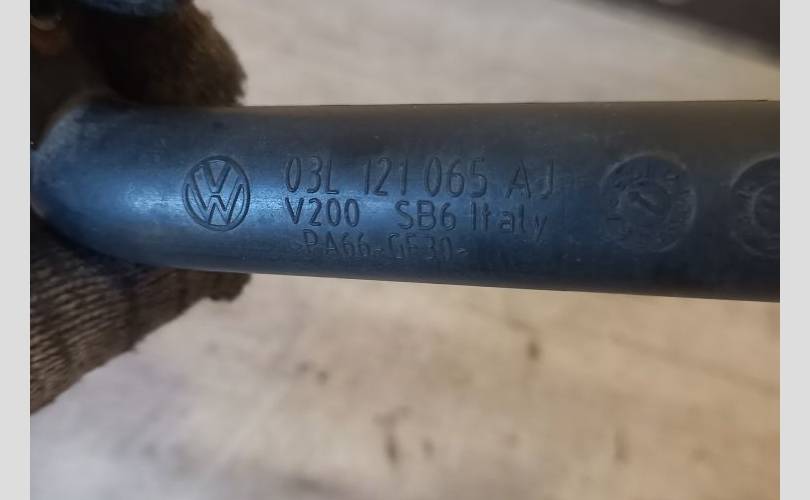 03L 121 065 AJ
V200 SB6 Italy
>PA66-GF30<